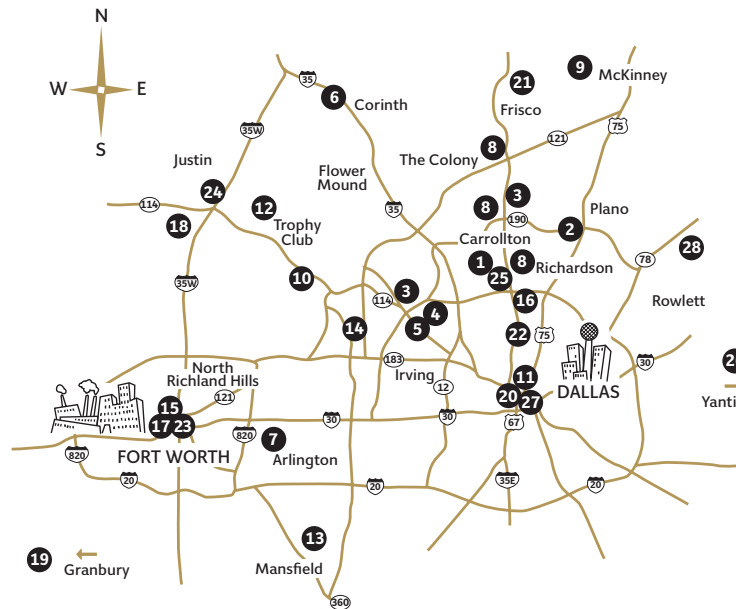 N
W
E
S
35
6
Corinth
21
9
McKinney
Frisco
75
35W
121
8
Justin
The Colony
Flower
Mound
24
114
12
35
3
8
190
Plano
18
Trophy
Club
2
Carrollton
28
1
8
78
25
Richardson
10
35W
3
114
16
Rowlett
4
14
5
22
75
183
30
North
Richland Hills
Irving
12
11
DALLAS
121
20
27
Yanti
15
30
30
67
17
23
820
7
820
FORT WORTH
Arlington
20
20
35E
20
13
19
Granbury
Mansfield
360